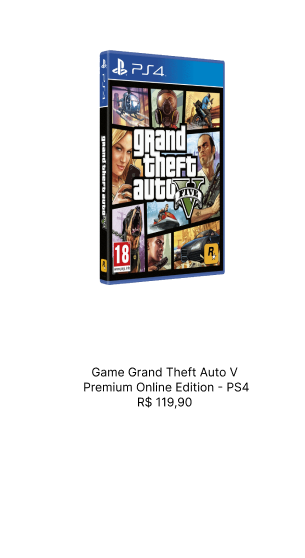 PS4
grand
theft
auto
V
FIVE
grand theft auto
18
R
Game Grand Theft Auto V
Premium Online Edition - PS4
R$ 119,90